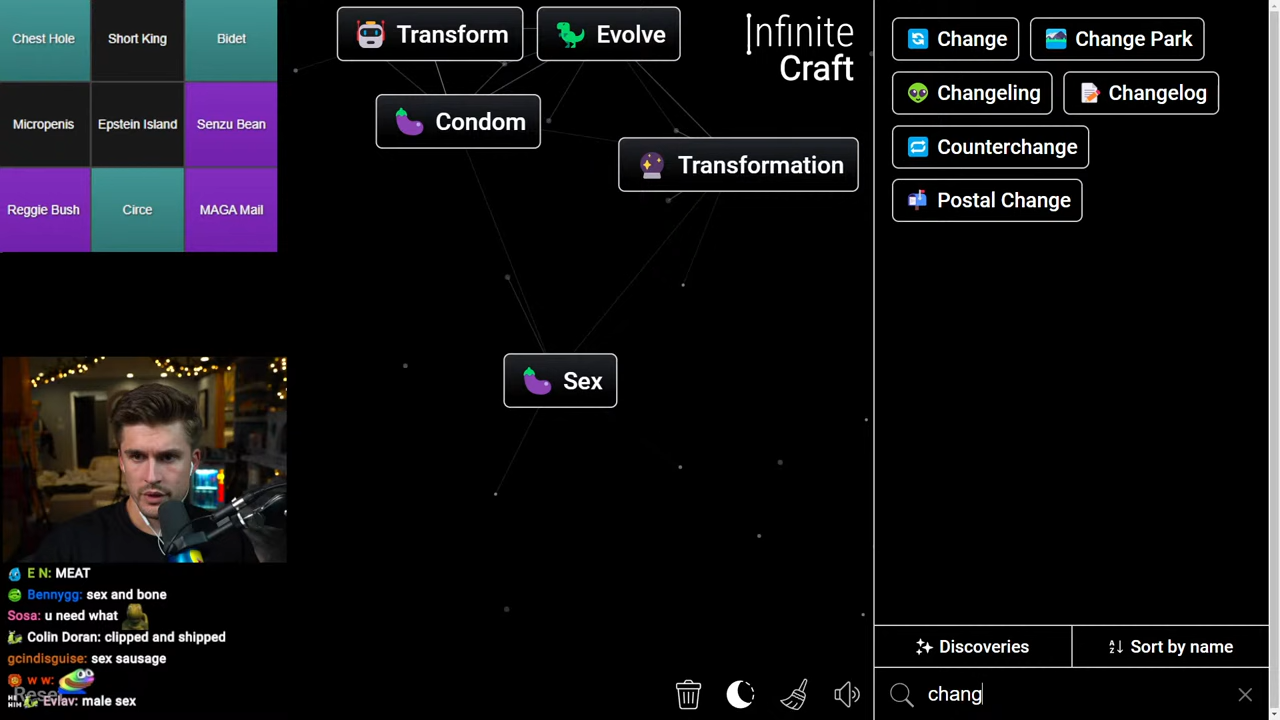 Chest Hole
Short King
Bidet
Micropenis
Epstein Island
Senzu Bean
Reggie Bush
Circe
MAGA Mail
Transform
Evolve
Condom
Transformation
Sex
Infinite
Craft
Change
Change Park
Changeling
Changelog
Counterchange
Postal Change
E N: MEAT
Bennygg: sex and bone
Sosa: u need what
Colin Doran: clipped and shipped
gcindisguise: sex sausage
w w:
Reset
Evlav: male sex
Discoveries
Sort by name
chang